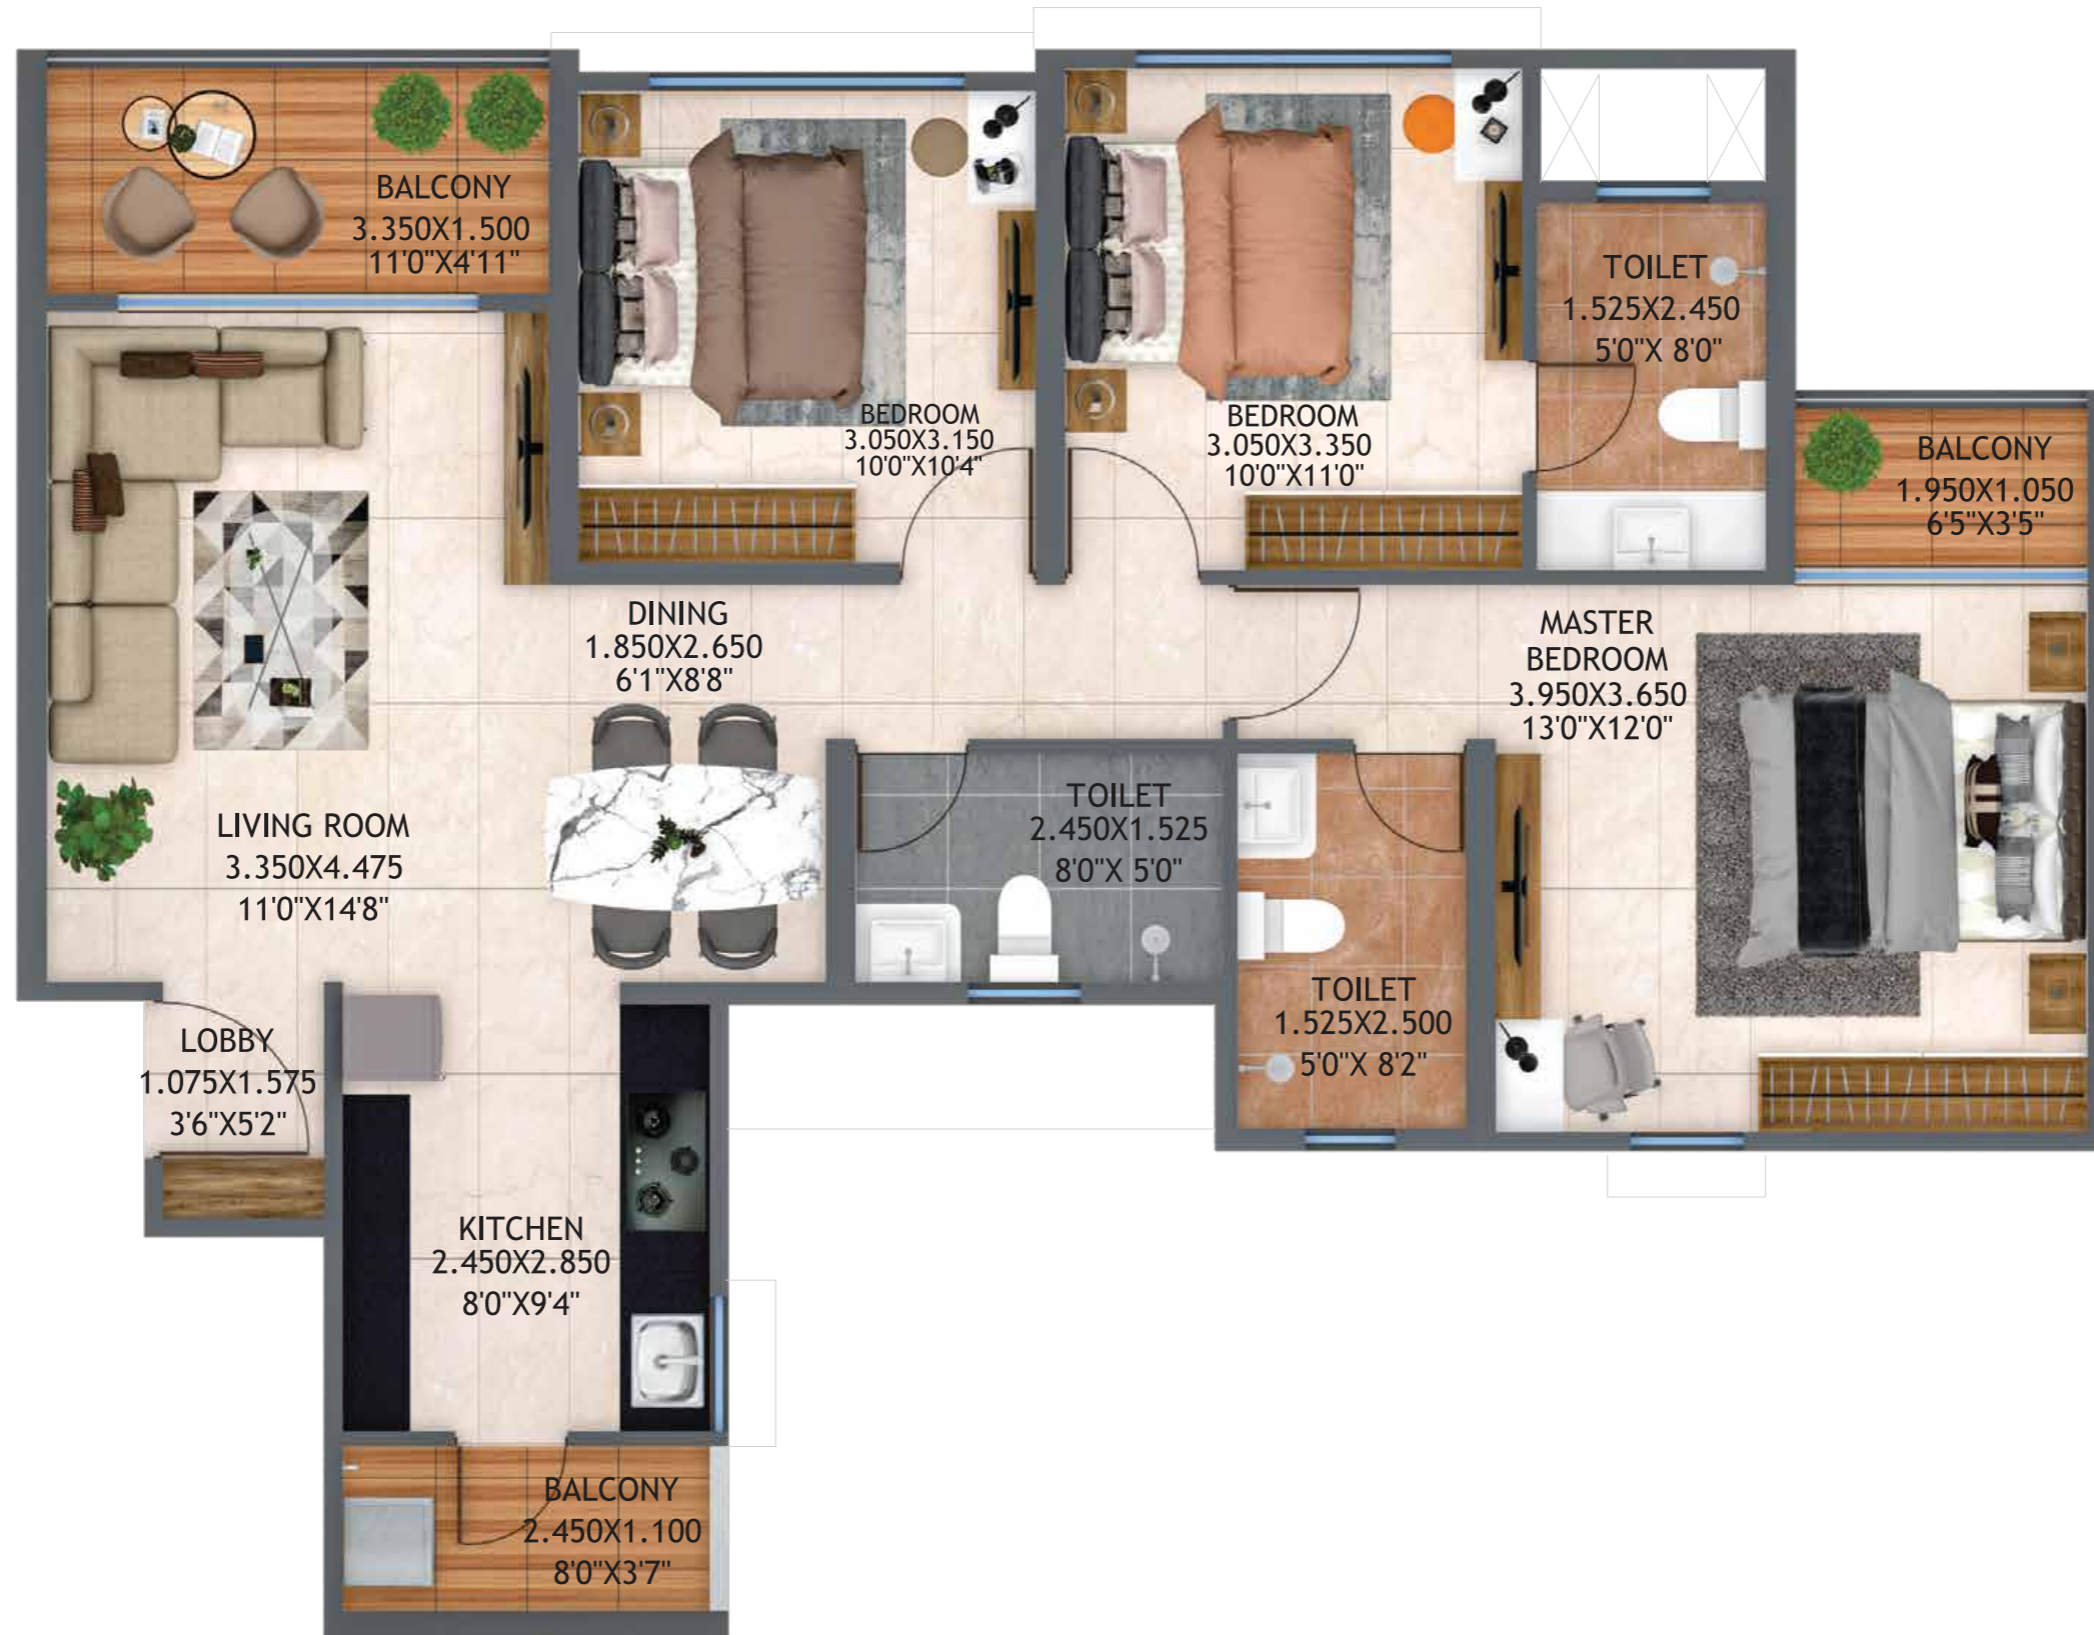 BALCONY
3.350X1.500
11'0"X4'11"
BEDROOM
3.050X3.150
10'0"X10'4"
BEDROOM
3.050X3.350
10'0"X11'0"
TOILET
1.525X2.450
5'0"X 8'0"
BALCONY
1.950X1.050
6'5"X3'5"
DINING
1.850X2.650
6'1"X8'8"
MASTER
BEDROOM
3.950X3.650
13'0"X12'0"
LIVING ROOM
3.350X4.475
11'0"X14'8"
TOILET
2.450X1.525
8'0"X 5'0"
TOILET
1.525X2.500
5'0"X 8'2"
LOBBY
1.075X1.575
3'6"X5'2"
KITCHEN
2.450X2.850
8'0"X9'4"
BALCONY
2.450X1.100
8'0"X3'7"